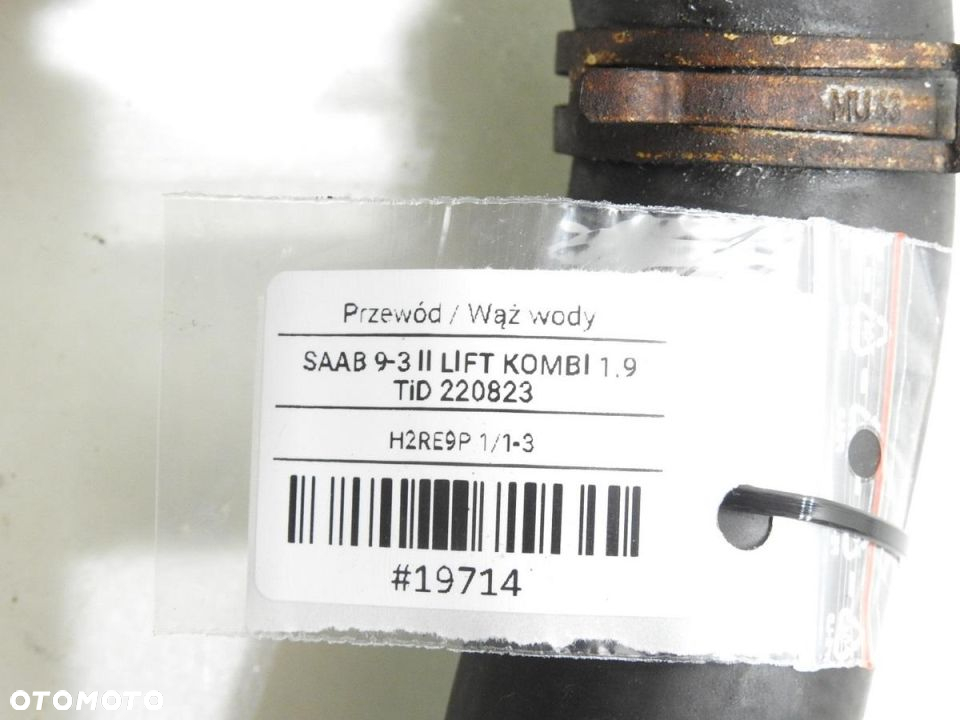 Przewód / Wąż wody
SAAB 9-3 II LIFT KOMBI 1.9
TiD 220823
H2RE9P 1/1-3
#19714
OTOMOTO